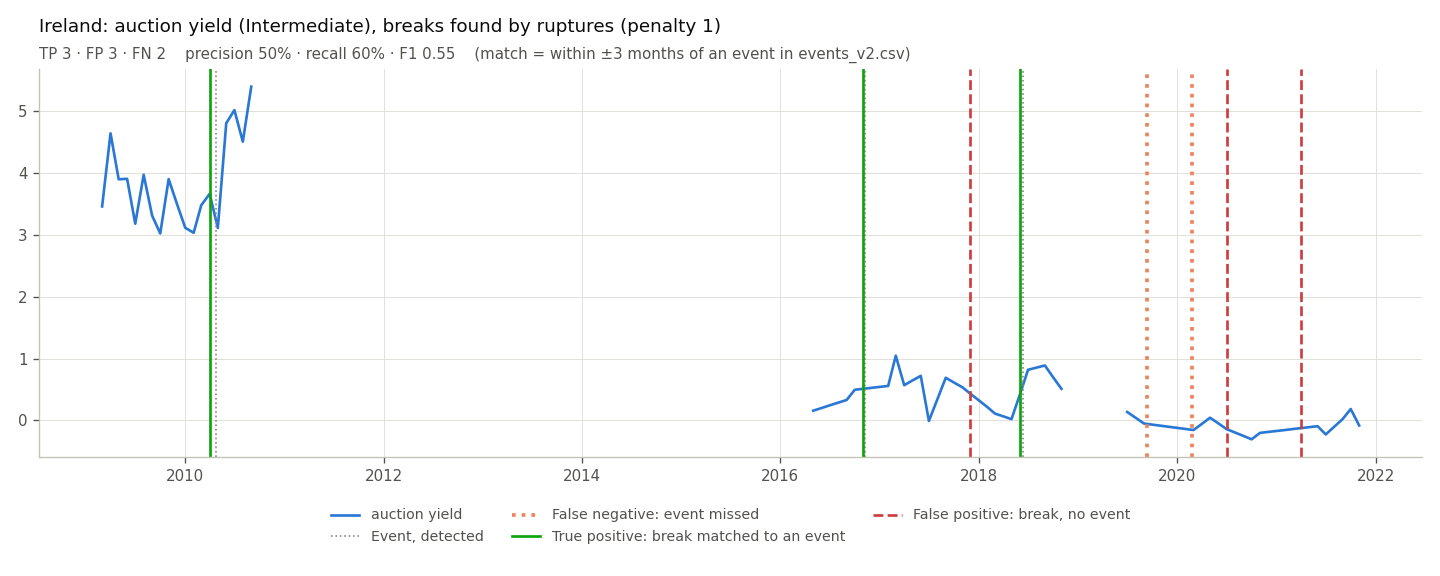 Ireland: auction yield (Intermediate), breaks found by ruptures (penalty 1)
TP 3 · FP 3 · FN 2    precision 50% · recall 60% · F1 0.55    (match = within ±3 months of an event in events_v2.csv)
5
4
3
2
1
0
2010 2012 2014 2016 2018 2020 2022
auction yield
Event, detected
False negative: event missed
True positive: break matched to an event
False positive: break, no event